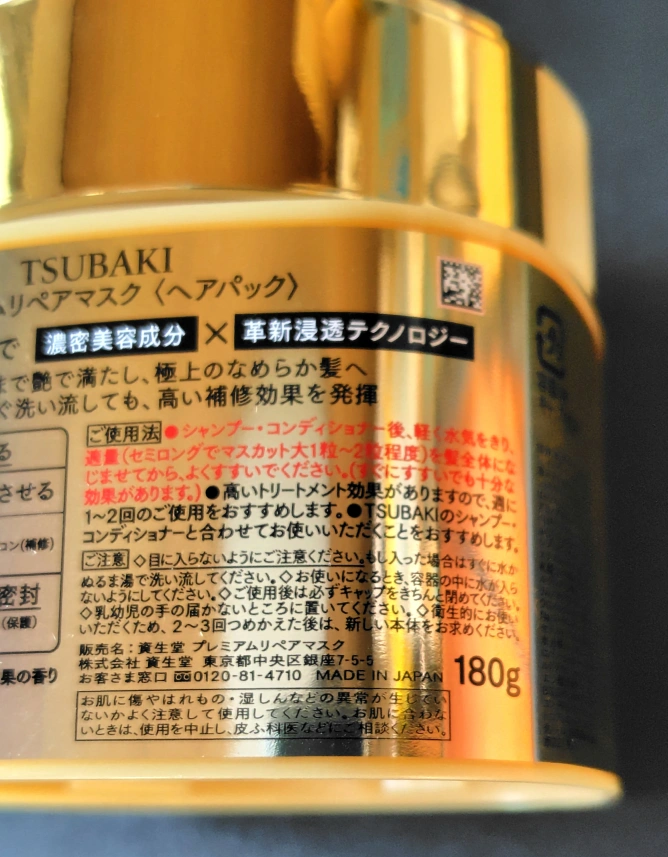 TSUBAKI
ムリペアマスク〈ヘアパック〉
で 濃密美容成分 × 革新浸透テクノロジー
まで艶で満たし、極上のなめらか髪へ
ぐ洗い流しても、高い補修効果を発揮
る
させる
コン(補修)
密封
(保護)
果の香り
ご使用法 ●シャンプー・コンディショナー後、軽く水気をきり、
適量(セミロングでマスカット大1粒〜2粒程度)を髪全体にな
じませてから、よくすすいでください。(すぐにすすいでも十分な
効果があります。) ●高いトリートメント効果がありますので、週に
1〜2回のご使用をおすすめします。●TSUBAKIのシャンプー・
コンディショナーと合わせてお使いいただくことをおすすめします。
ご注意 ◇目に入らないようにご注意ください。もし入った場合はすぐに水か
ぬるま湯で洗い流してください。◇お使いになるとき、容器の中に水が入ら
ないようにしてください。◇ご使用後は必ずキャップをきちんと閉めてください。
◇乳幼児の手の届かないところに置いてください。◇衛生的にお使い
いただくため、2〜3回つめかえた後は、新しい本体をお求めください。
販売名：資生堂 プレミアムリペアマスク
株式会社 資生堂 東京都中央区銀座7-5-5
お客さま窓口 0120-81-4710 MADE IN JAPAN
180g
お肌に傷やはれもの・湿しんなどの異常が生じてい
ないかよく注意して使用してください。お肌に合わな
いときは、使用を中止し、皮ふ科医などにご相談ください。